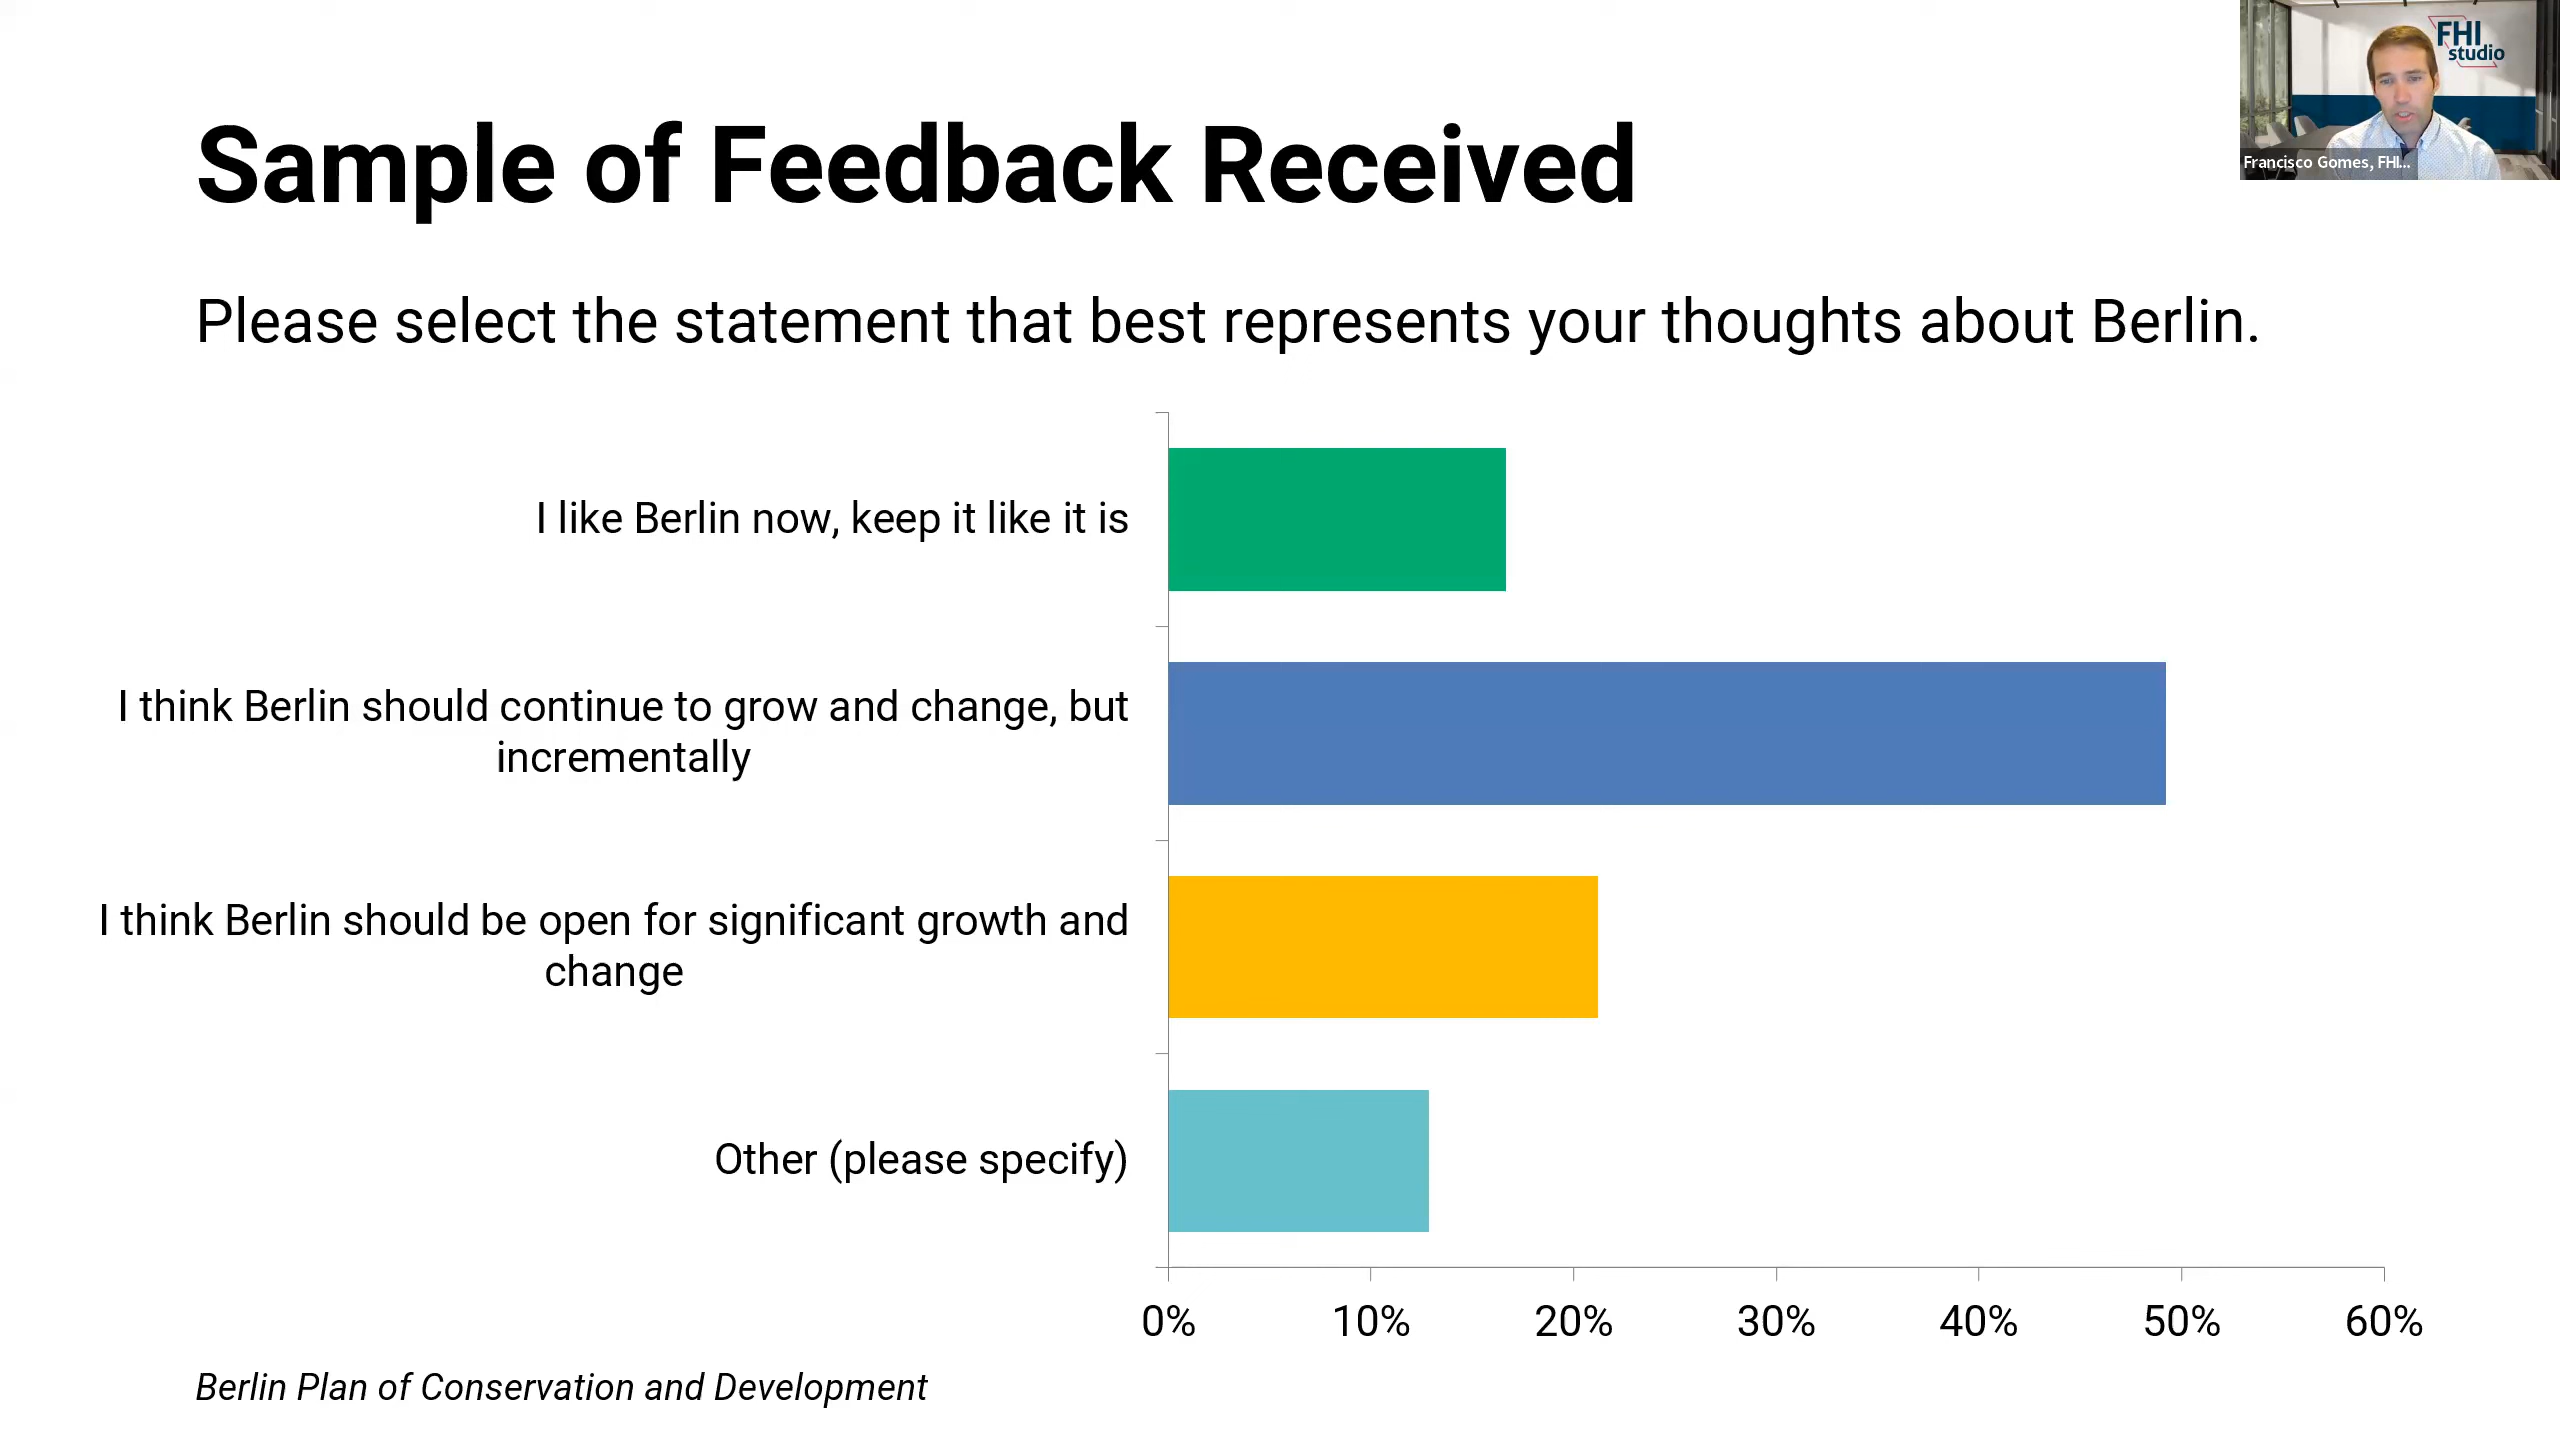 FHI
studio
Francisco Gomes, FHI...
Sample of Feedback Received
Please select the statement that best represents your thoughts about Berlin.
I like Berlin now, keep it like it is
I think Berlin should continue to grow and change, but
incrementally
I think Berlin should be open for significant growth and
change
Other (please specify)
0% 10% 20% 30% 40% 50% 60%
Berlin Plan of Conservation and Development